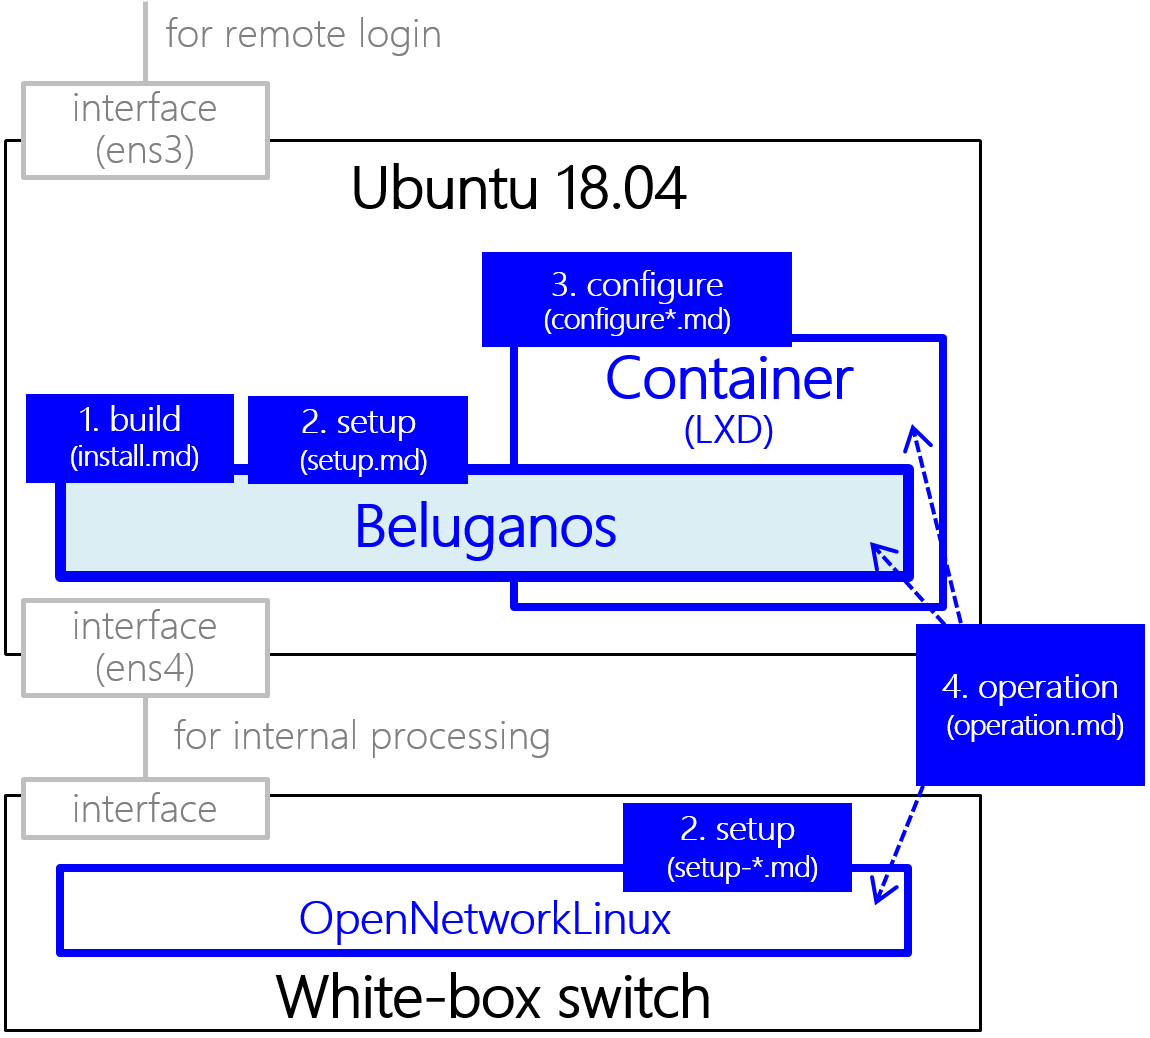 for remote login
interface
(ens3)
Ubuntu 18.04
3. configure
(configure*.md)
Container
(LXD)
1. build
(install.md)
2. setup
(setup.md)
Beluganos
interface
(ens4)
4. operation
(operation.md)
for internal processing
interface
2. setup
(setup-*.md)
OpenNetworkLinux
White-box switch